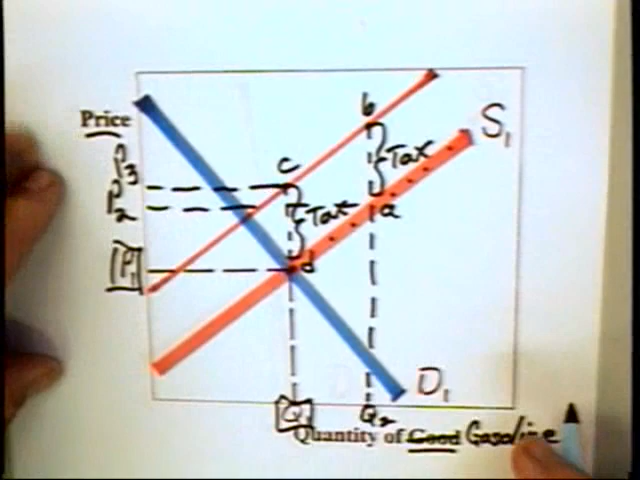 b
S₁
Price
Tax
c
P₃
P₂
Tax
a
P₁
d
D₁
Q₁
Q₂
Quantity of Good Gasoline